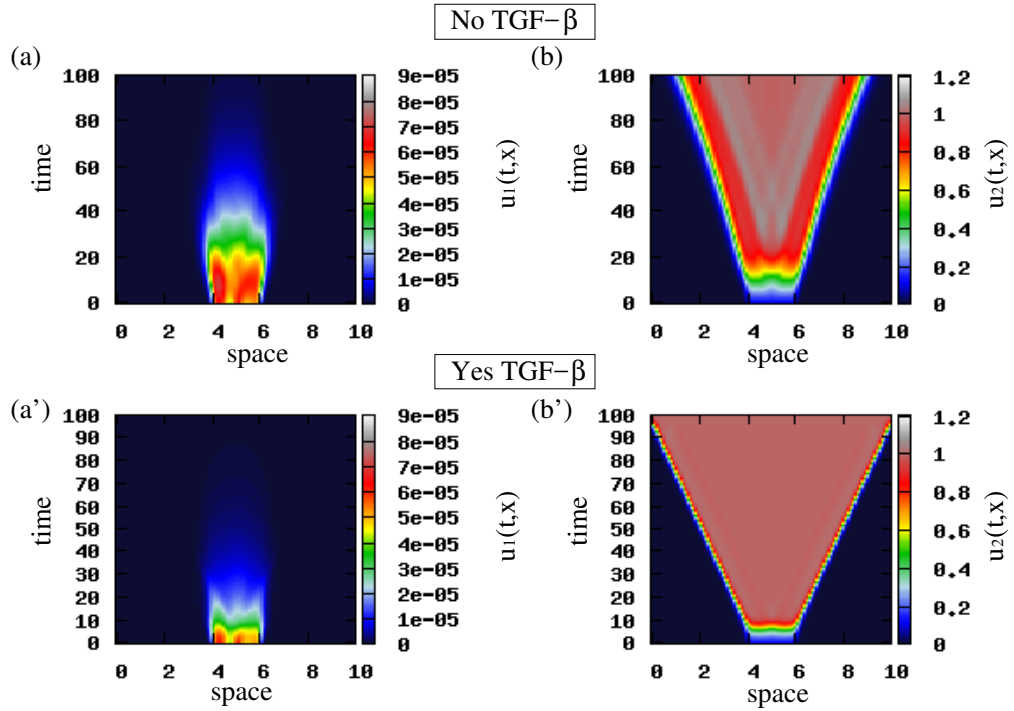 No TGF−β
(a)
(b)
time
100
80
60
40
20
0
0 2 4 6 8 10
space
9e-05
8e-05
7e-05
6e-05
5e-05
4e-05
3e-05
2e-05
1e-05
0
u1(t,x)
time
100
80
60
40
20
0
0 2 4 6 8 10
space
1.2
1
0.8
0.6
0.4
0.2
0
u2(t,x)
Yes TGF−β
(a’)
(b’)
time
100
90
80
70
60
50
40
30
20
10
0
0 2 4 6 8 10
space
9e-05
8e-05
7e-05
6e-05
5e-05
4e-05
3e-05
2e-05
1e-05
0
u1(t,x)
time
100
90
80
70
60
50
40
30
20
10
0
0 2 4 6 8 10
space
1.2
1
0.8
0.6
0.4
0.2
0
u2(t,x)